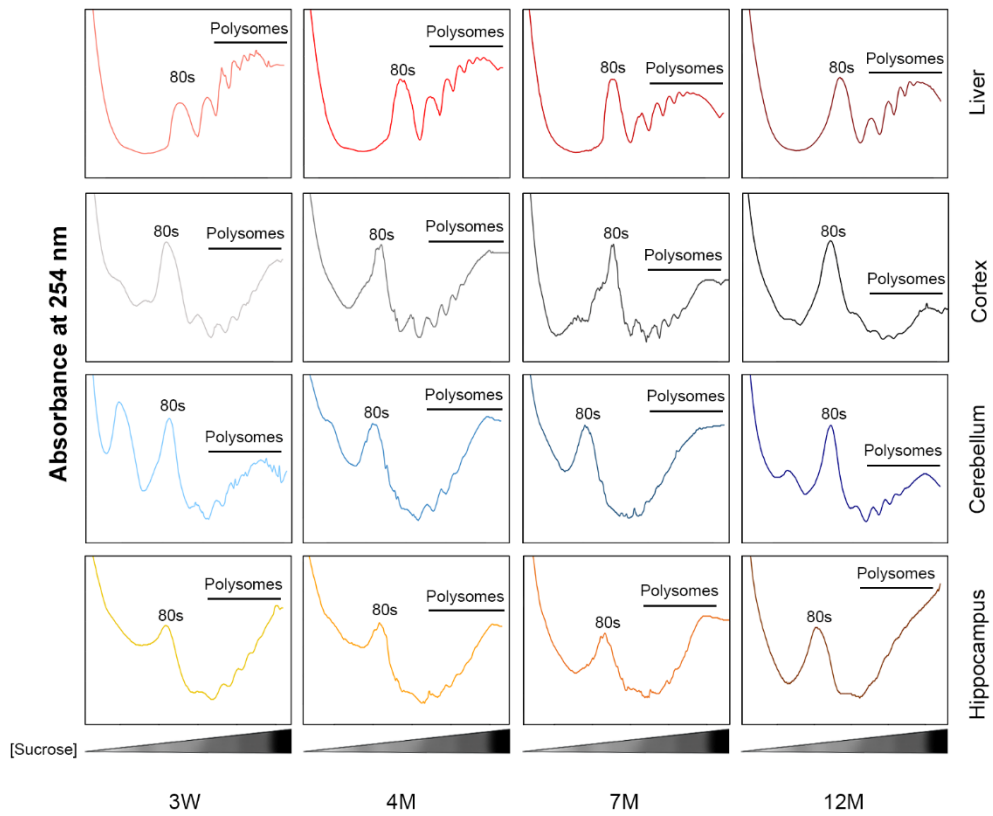 Polysomes
80s
Polysomes
80s
Polysomes
80s
Polysomes
80s
Liver
Absorbance at 254 nm
Polysomes
80s
Polysomes
80s
Polysomes
80s
Polysomes
80s
Cortex
Polysomes
80s
Polysomes
80s
Polysomes
80s
Polysomes
80s
Cerebellum
Polysomes
80s
Polysomes
80s
Polysomes
80s
Polysomes
80s
Hippocampus
[Sucrose]
3W
4M
7M
12M